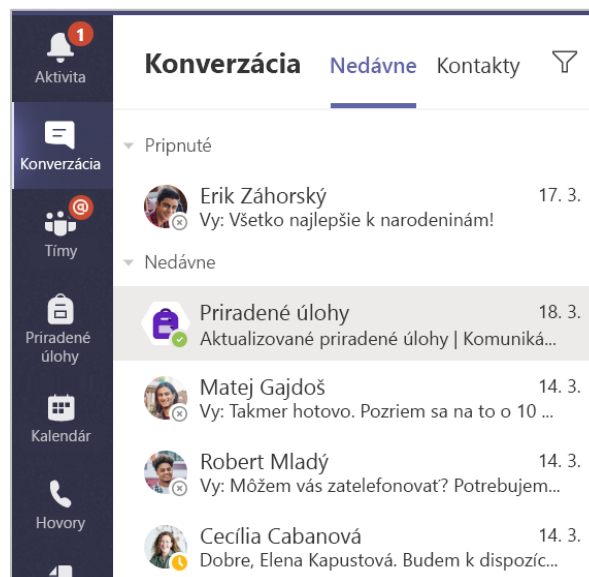 1
Aktivita
Konverzácia
@
Tímy
Priradené
úlohy
Kalendár
Hovory
Konverzácia Nedávne Kontakty
Pripnuté
Erik Záhorský 17. 3.
Vy: Všetko najlepšie k narodeninám!
Nedávne
Priradené úlohy 18. 3.
Aktualizované priradené úlohy | Komuniká...
Matej Gajdoš 14. 3.
Vy: Takmer hotovo. Pozriem sa na to o 10 ...
Robert Mladý 14. 3.
Vy: Môžem vás zatelefonovať? Potrebujem...
Cecília Cabanová 14. 3.
Dobre, Elena Kapustová. Budem k dispozíc...